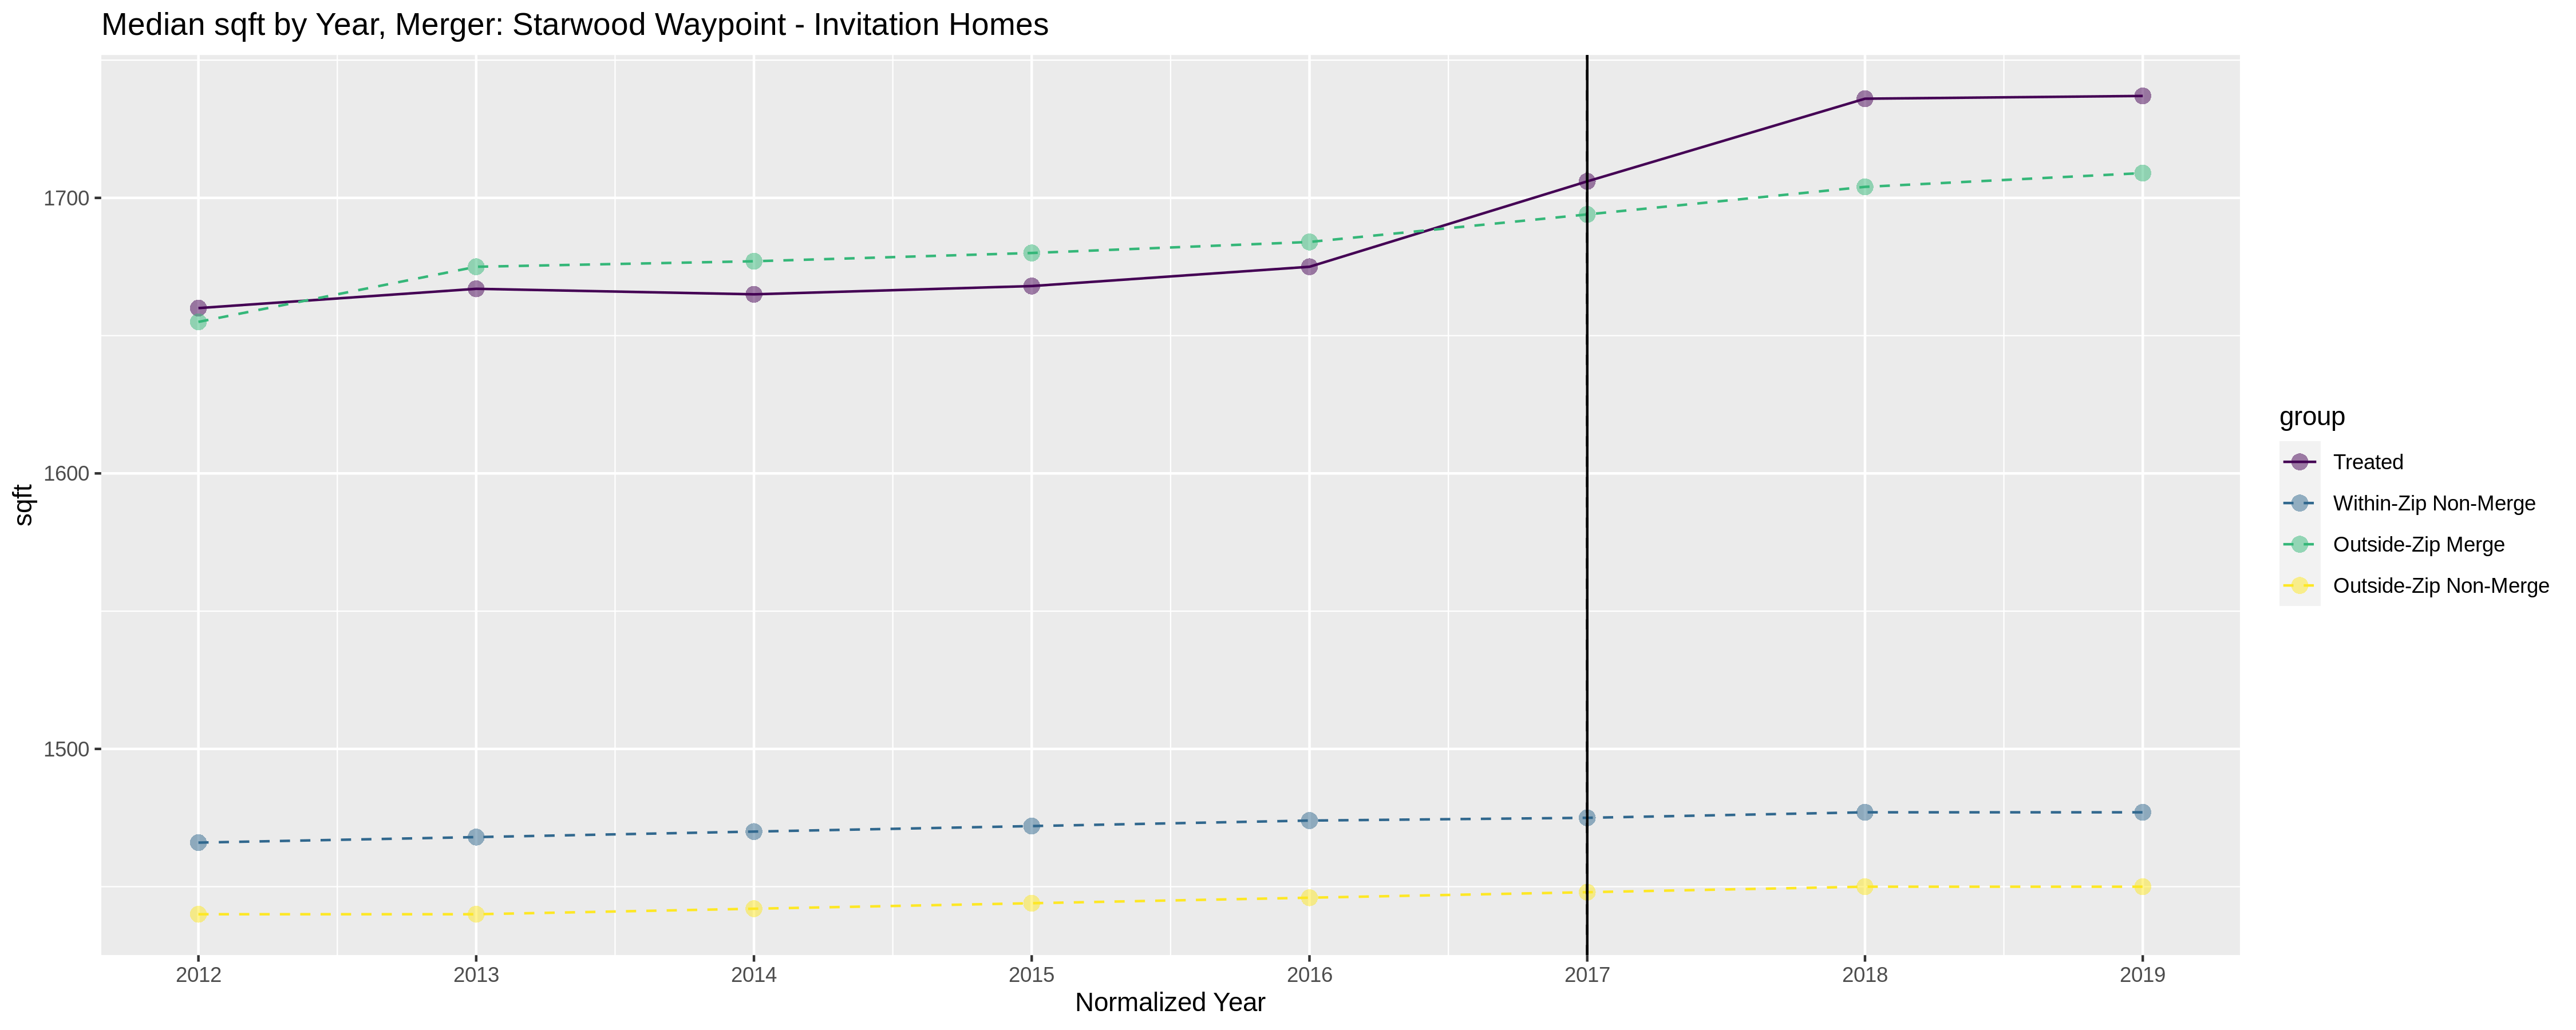 Median sqft by Year, Merger: Starwood Waypoint - Invitation Homes
1700
1600
1500
sqft
2012 2013 2014 2015 2016 2017 2018 2019
Normalized Year
group
Treated
Within-Zip Non-Merge
Outside-Zip Merge
Outside-Zip Non-Merge